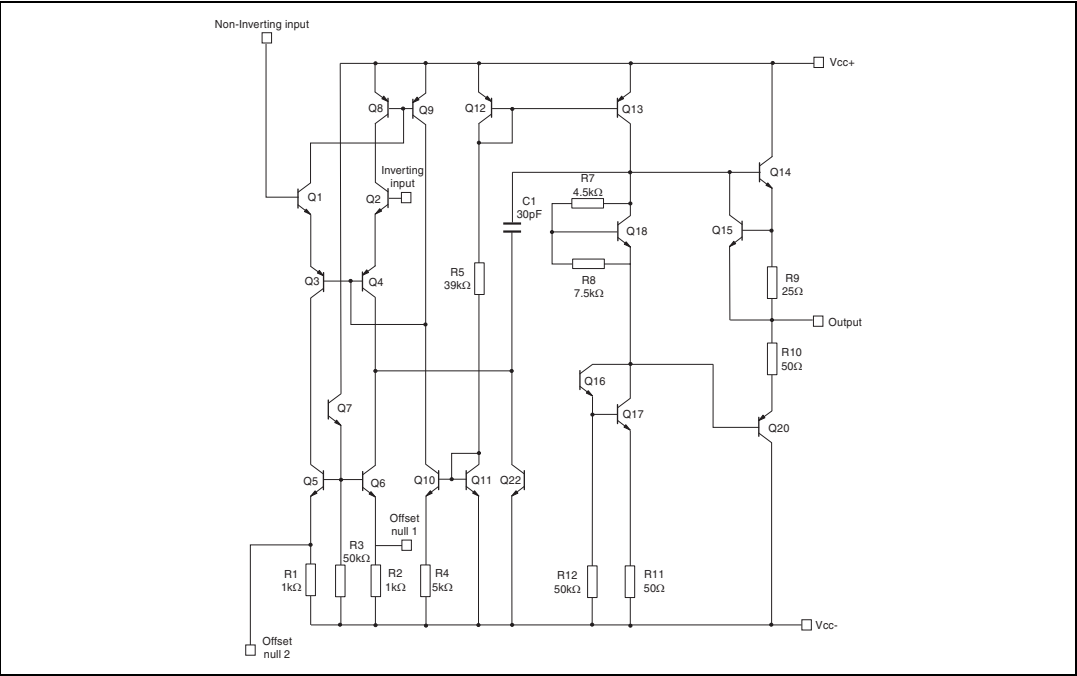 Non-Inverting input
Vcc+
Q8
Q9
Q12
Q13
Inverting
input
Q1
Q2
R7
4.5kΩ
Q14
C1
30pF
Q18
Q15
Q3
Q4
R5
39kΩ
R8
7.5kΩ
R9
25Ω
Output
R10
50Ω
Q16
Q7
Q17
Q20
Q5
Q6
Q10
Q11
Q22
Offset
null 1
R3
50kΩ
R1
1kΩ
R2
1kΩ
R4
5kΩ
R12
50kΩ
R11
50Ω
Vcc-
Offset
null 2